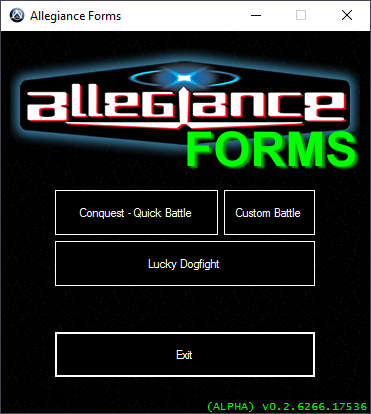 Allegiance Forms
ALLEGIANCE
FORMS
Conquest - Quick Battle
Custom Battle
Lucky Dogfight
Exit
(ALPHA) v0.2.6266.17536